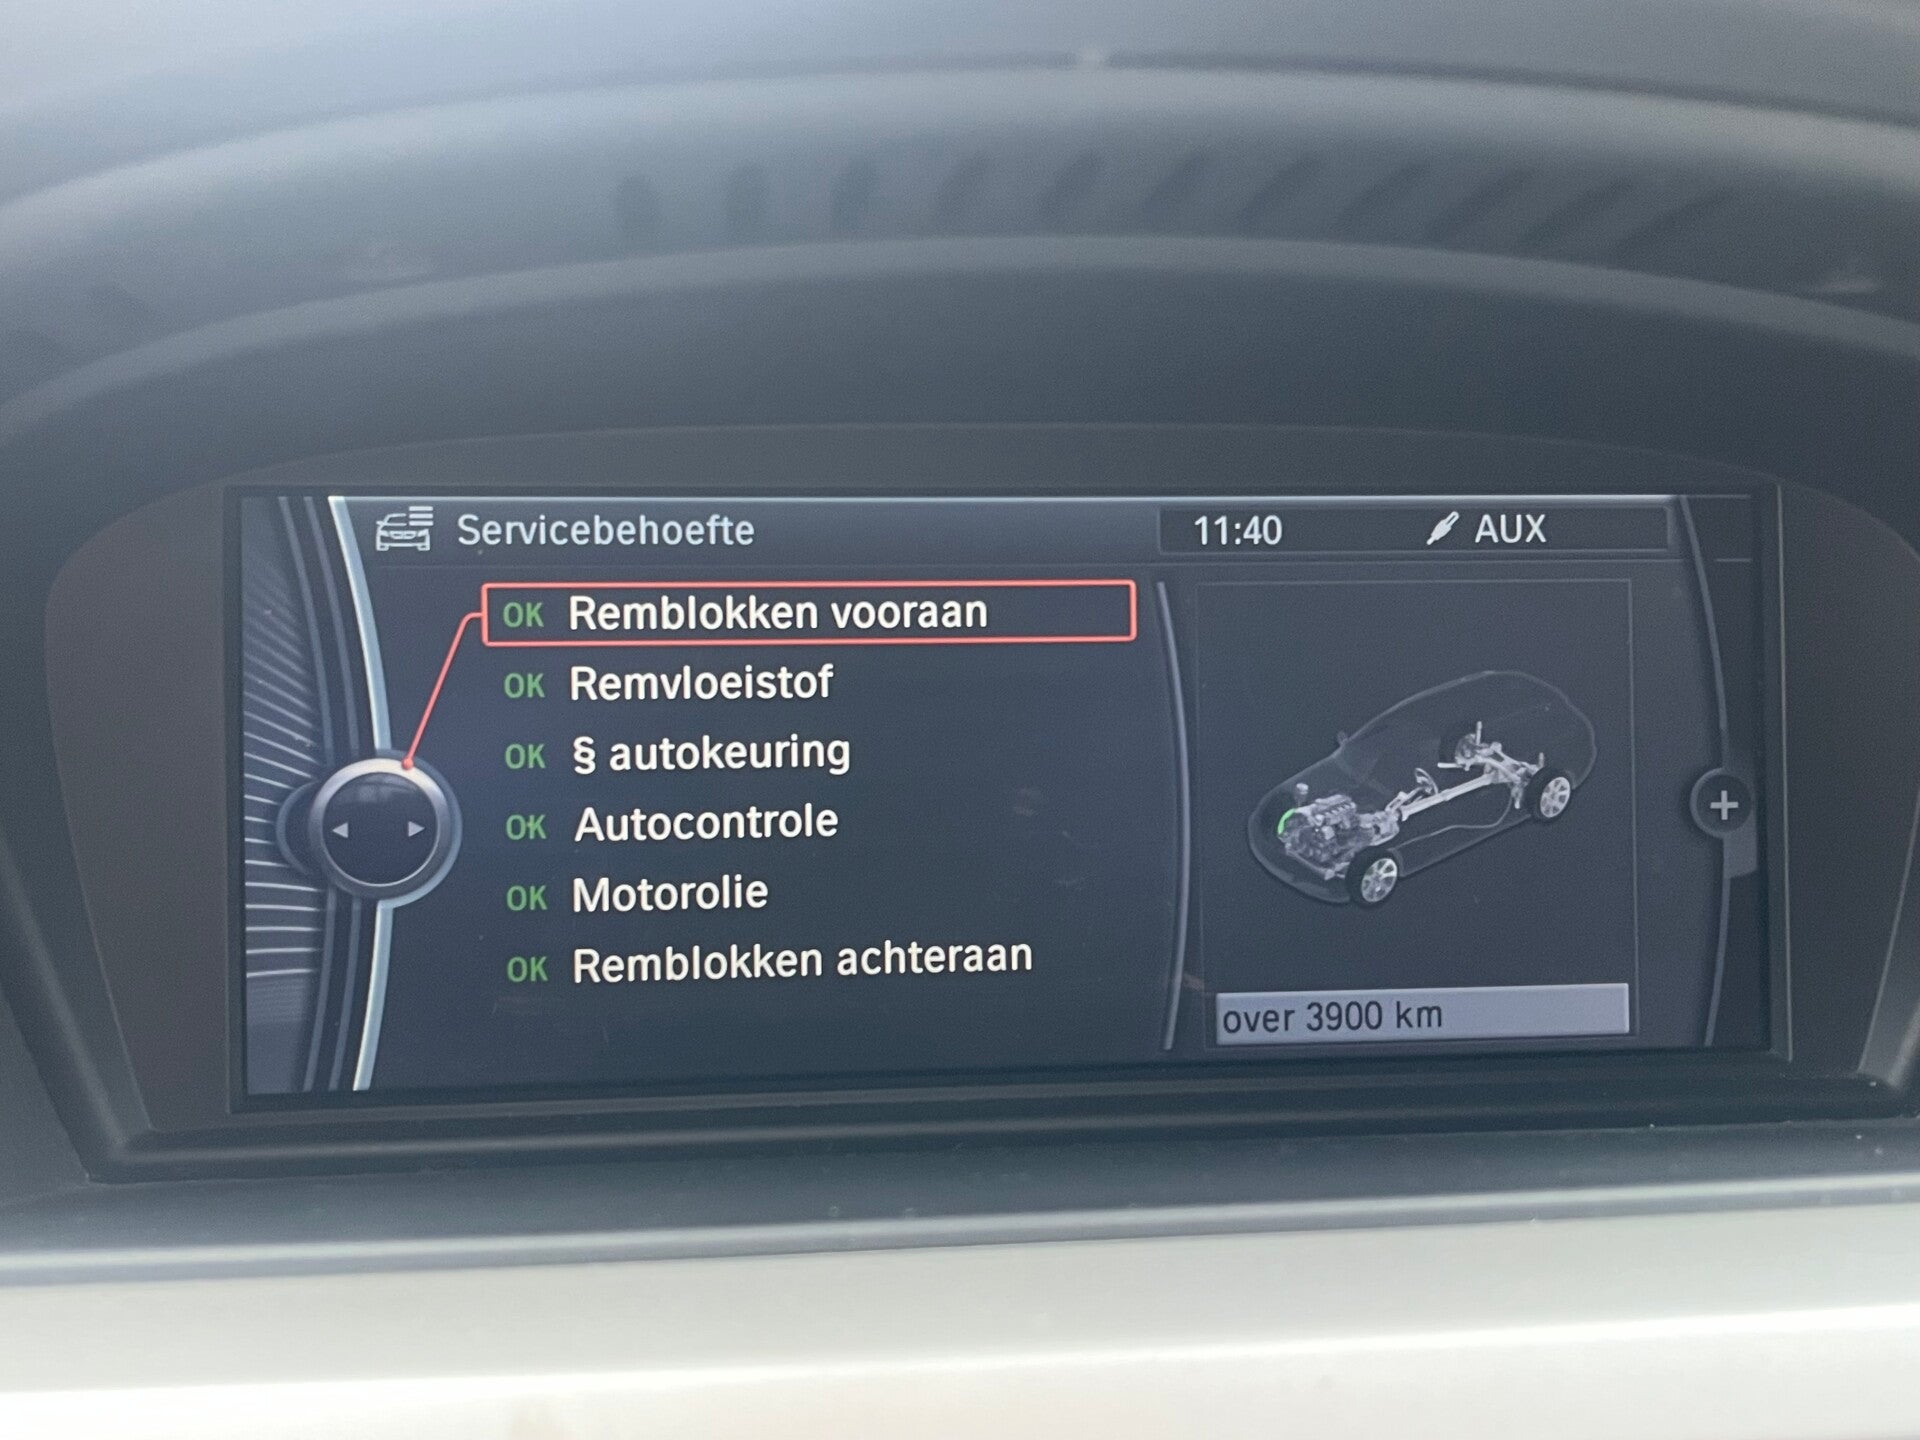 Servicebehoefte
11:40
AUX
OK Remblokken vooraan
OK Remvloeistof
OK § autokeuring
OK Autocontrole
OK Motorolie
OK Remblokken achteraan
over 3900 km